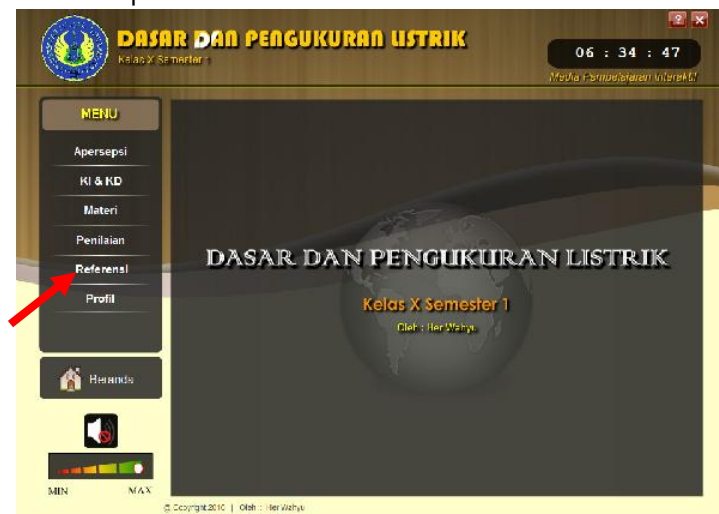 DASAR DAN PENGUKURAN LISTRIK
Kelas X Semester 1
06 : 34 : 47
Media Pembelajaran Interaktif
MENU
Apersepsi
KI & KD
Materi
Penilaian
Referensi
Profil
Beranda
MIN MAX
DASAR DAN PENGUKURAN LISTRIK
Kelas X Semester 1
Oleh : Her Wahyu
© Copyright 2016 | Oleh : Her Wahyu